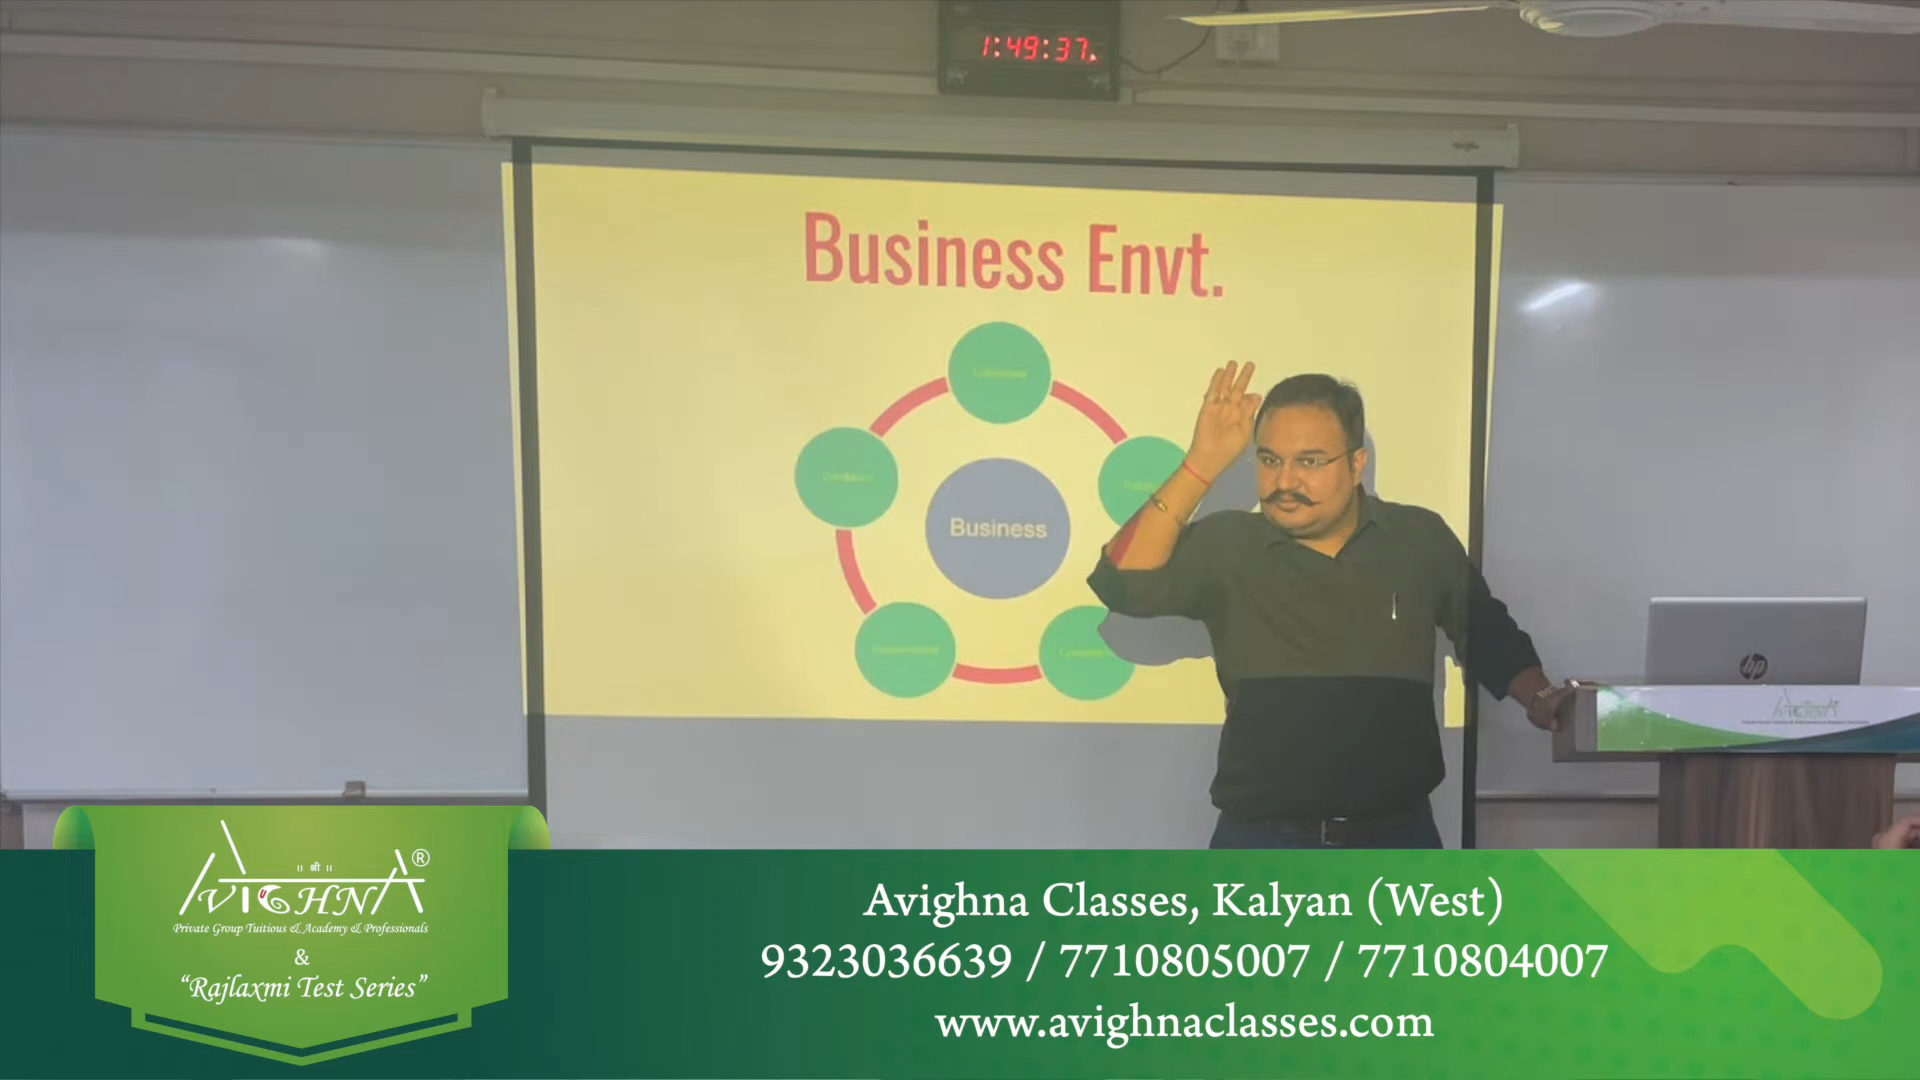 1:49:37
Business Envt.
Business
hp
AVIGHNA
AVIGHNA ®
॥ श्री ॥
Private Group Tuitions & Academy & Professionals
&
“Rajlaxmi Test Series”
Avighna Classes, Kalyan (West)
9323036639 / 7710805007 / 7710804007
www.avighnaclasses.com